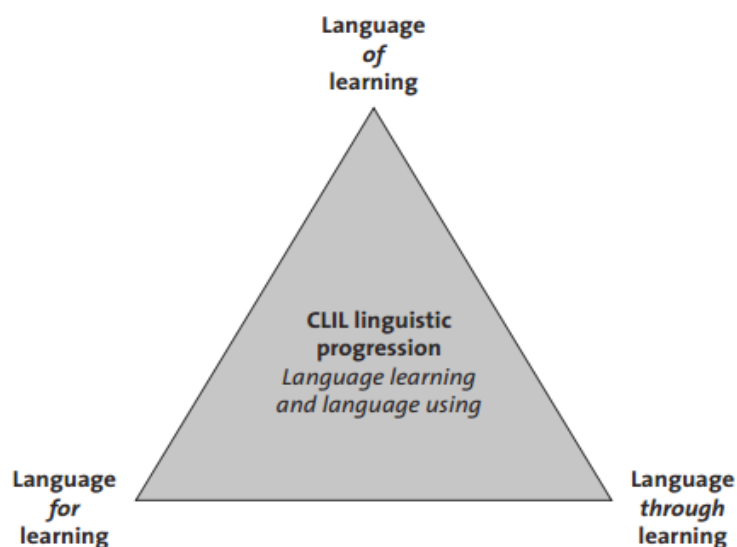 Language
of
learning
CLIL linguistic
progression
Language learning
and language using
Language
for
learning
Language
through
learning